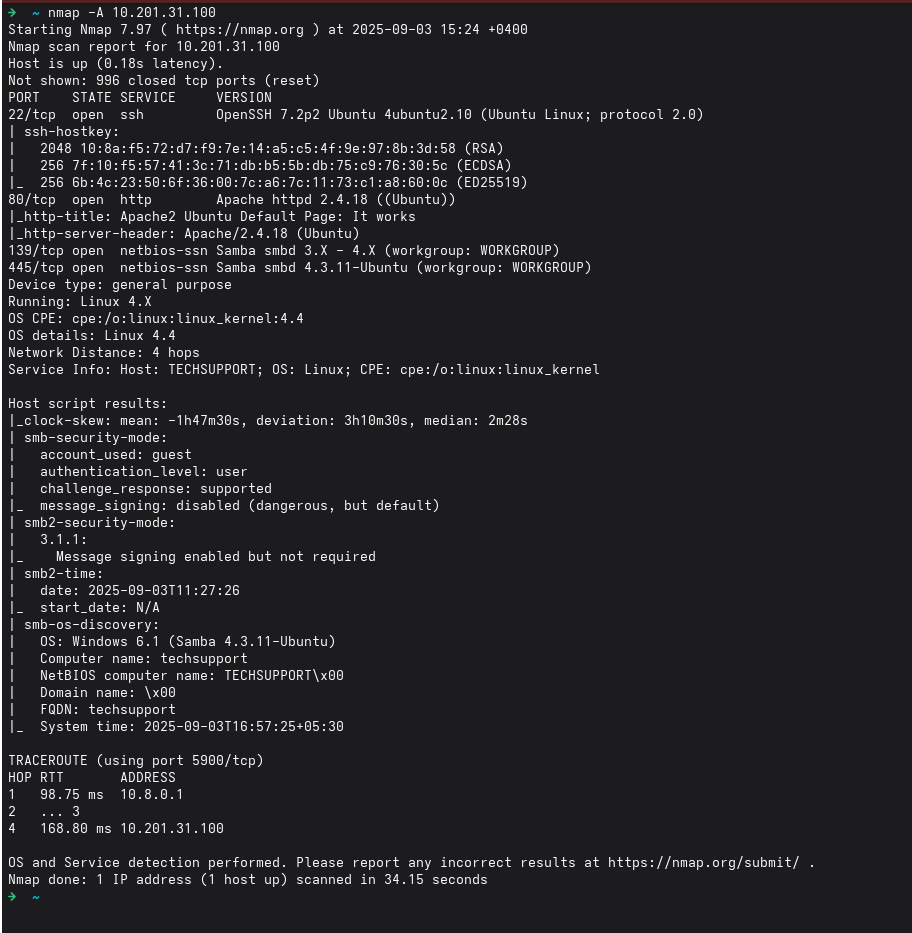 ➜  ~ nmap -A 10.201.31.100
Starting Nmap 7.97 ( https://nmap.org ) at 2025-09-03 15:24 +0400
Nmap scan report for 10.201.31.100
Host is up (0.18s latency).
Not shown: 996 closed tcp ports (reset)
PORT    STATE SERVICE     VERSION
22/tcp  open  ssh         OpenSSH 7.2p2 Ubuntu 4ubuntu2.10 (Ubuntu Linux; protocol 2.0)
| ssh-hostkey:
|   2048 10:8a:f5:72:d7:f9:7e:14:a5:c5:4f:9e:97:8b:3d:58 (RSA)
|   256 7f:10:f5:57:41:3c:71:db:b5:5b:db:75:c9:76:30:5c (ECDSA)
|_  256 6b:4c:23:50:6f:36:00:7c:a6:7c:11:73:c1:a8:60:0c (ED25519)
80/tcp  open  http        Apache httpd 2.4.18 ((Ubuntu))
|_http-title: Apache2 Ubuntu Default Page: It works
|_http-server-header: Apache/2.4.18 (Ubuntu)
139/tcp open  netbios-ssn Samba smbd 3.X - 4.X (workgroup: WORKGROUP)
445/tcp open  netbios-ssn Samba smbd 4.3.11-Ubuntu (workgroup: WORKGROUP)
Device type: general purpose
Running: Linux 4.X
OS CPE: cpe:/o:linux:linux_kernel:4.4
OS details: Linux 4.4
Network Distance: 4 hops
Service Info: Host: TECHSUPPORT; OS: Linux; CPE: cpe:/o:linux:linux_kernel

Host script results:
|_clock-skew: mean: -1h47m30s, deviation: 3h10m30s, median: 2m28s
| smb-security-mode:
|   account_used: guest
|   authentication_level: user
|   challenge_response: supported
|_  message_signing: disabled (dangerous, but default)
| smb2-security-mode:
|   3.1.1:
|_    Message signing enabled but not required
| smb2-time:
|   date: 2025-09-03T11:27:26
|_  start_date: N/A
| smb-os-discovery:
|   OS: Windows 6.1 (Samba 4.3.11-Ubuntu)
|   Computer name: techsupport
|   NetBIOS computer name: TECHSUPPORT\x00
|   Domain name: \x00
|   FQDN: techsupport
|_  System time: 2025-09-03T16:57:25+05:30

TRACEROUTE (using port 5900/tcp)
HOP RTT       ADDRESS
1   98.75 ms  10.8.0.1
2   ... 3
4   168.80 ms 10.201.31.100

OS and Service detection performed. Please report any incorrect results at https://nmap.org/submit/ .
Nmap done: 1 IP address (1 host up) scanned in 34.15 seconds
➜  ~